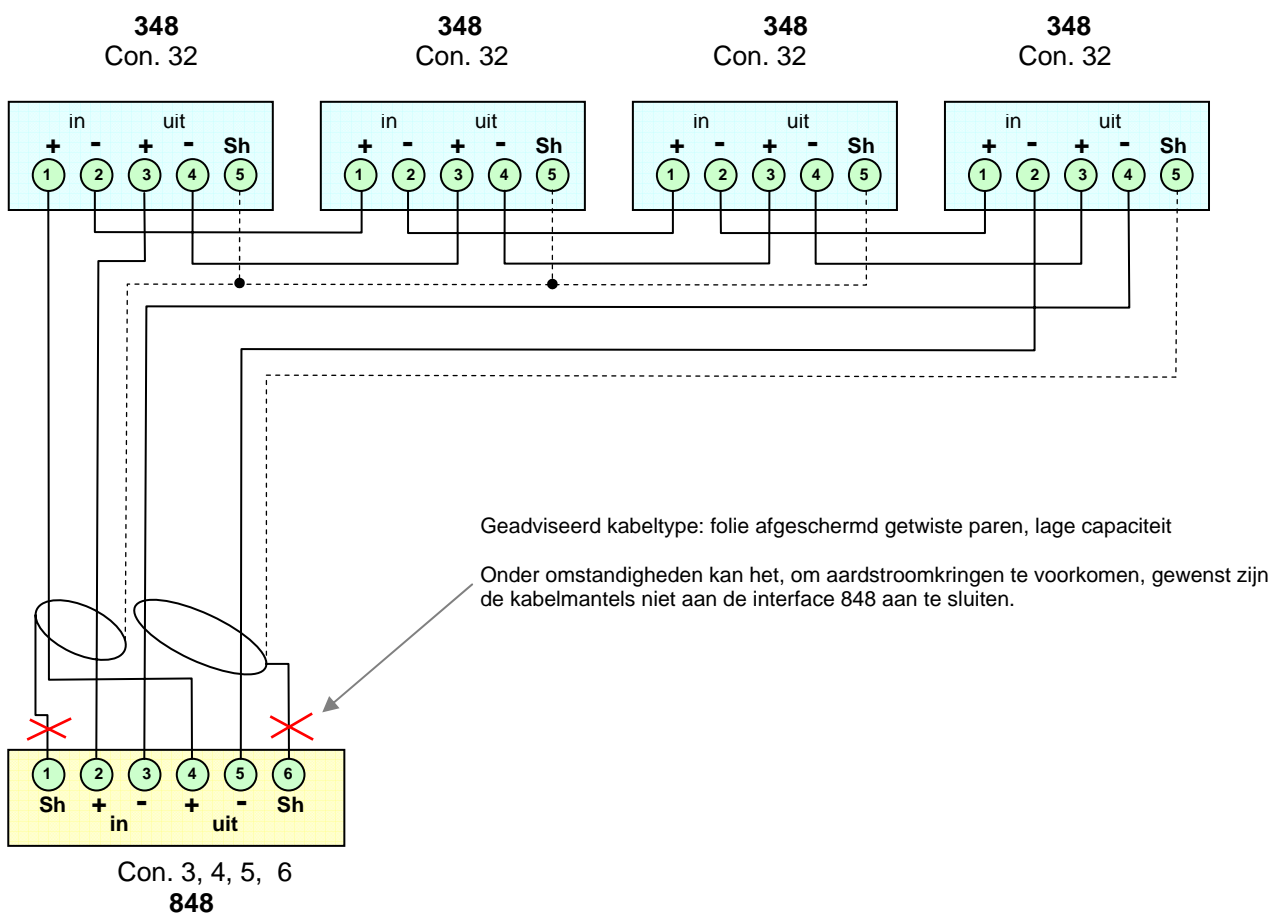 348 348 348 348
Con. 32 Con. 32 Con. 32 Con. 32
in uit in uit in uit in uit
+ - + - Sh + - + - Sh + - + - Sh + - + - Sh
1 2 3 4 5 1 2 3 4 5 1 2 3 4 5 1 2 3 4 5
Geadviseerd kabeltype: folie afgeschermd getwiste paren, lage capaciteit
Onder omstandigheden kan het, om aardstroomkringen te voorkomen, gewenst zijn
de kabelmantels niet aan de interface 848 aan te sluiten.
1 2 3 4 5 6
Sh + - + - Sh
in uit
Con. 3, 4, 5, 6
848